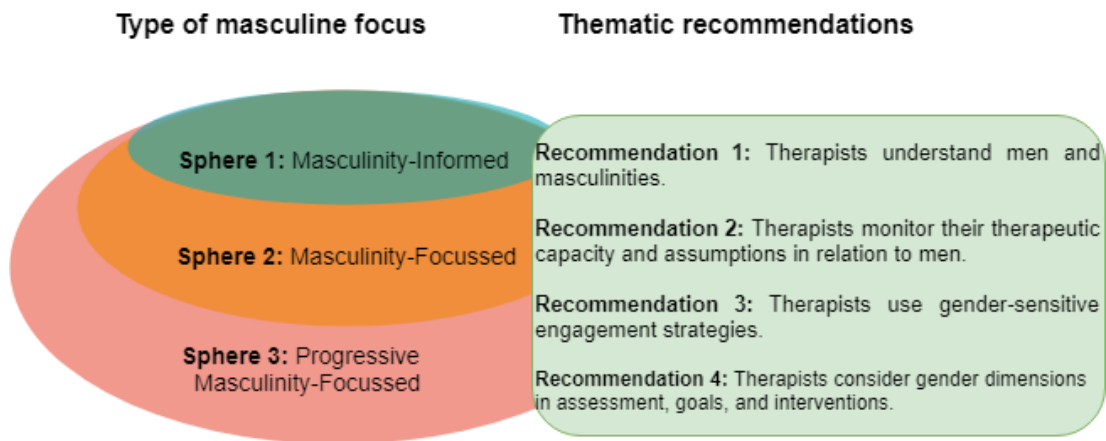 Type of masculine focus
Thematic recommendations
Sphere 1: Masculinity-Informed
Sphere 2: Masculinity-Focussed
Sphere 3: Progressive
Masculinity-Focussed
Recommendation 1: Therapists understand men and
masculinities.
Recommendation 2: Therapists monitor their therapeutic
capacity and assumptions in relation to men.
Recommendation 3: Therapists use gender-sensitive
engagement strategies.
Recommendation 4: Therapists consider gender dimensions
in assessment, goals, and interventions.